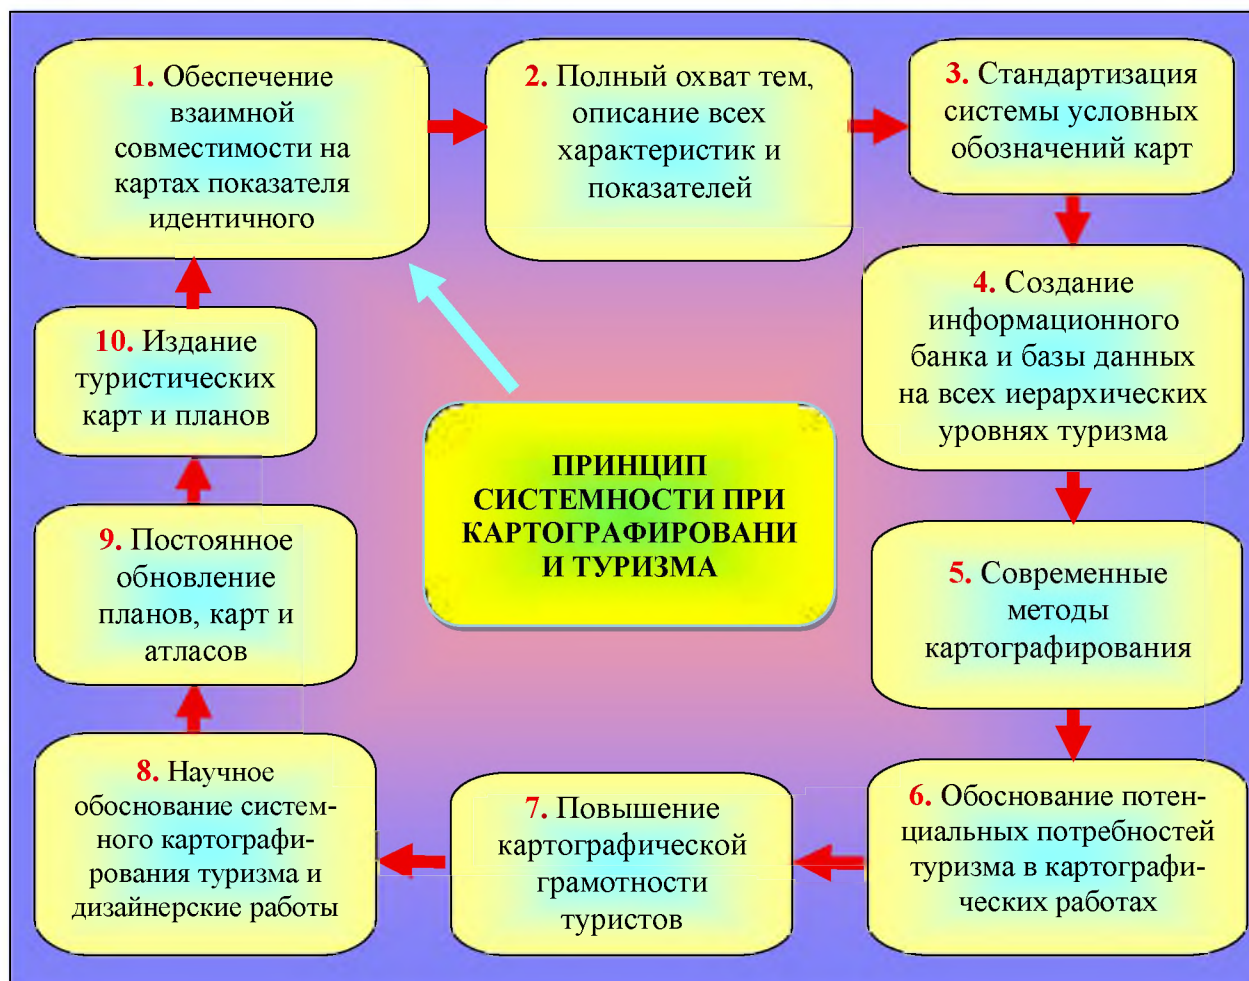 1. Обеспечение
взаимной
совместимости на
картах показателя
идентичного
2. Полный охват тем,
описание всех
характеристик и
показателей
3. Стандартизация
системы условных
обозначений карт
4. Создание
информационного
банка и базы данных
на всех иерархических
уровнях туризма
5. Современные
методы
картографирования
6. Обоснование потен-
циальных потребностей
туризма в картографи-
ческих работах
7. Повышение
картографической
грамотности
туристов
8. Научное
обоснование систем-
ного картографи-
рования туризма и
дизайнерские работы
9. Постоянное
обновление
планов, карт и
атласов
10. Издание
туристических
карт и планов
ПРИНЦИП
СИСТЕМНОСТИ ПРИ
КАРТОГРАФИРОВАНИ
И ТУРИЗМА